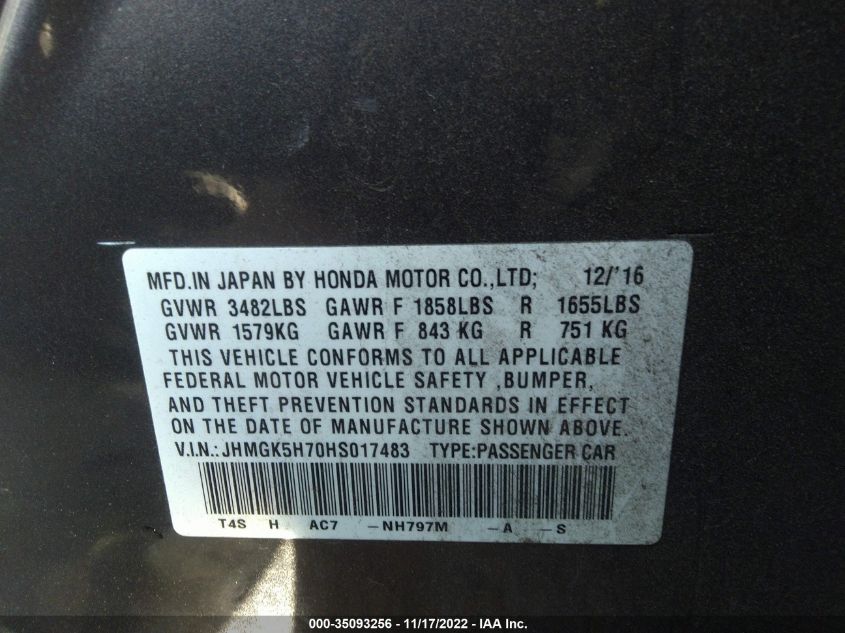 MFD.IN JAPAN BY HONDA MOTOR CO.,LTD; 12/'16
GVWR 3482LBS GAWR F 1858LBS R 1655LBS
GVWR 1579KG GAWR F 843 KG R 751 KG
THIS VEHICLE CONFORMS TO ALL APPLICABLE
FEDERAL MOTOR VEHICLE SAFETY ,BUMPER,
AND THEFT PREVENTION STANDARDS IN EFFECT
ON THE DATE OF MANUFACTURE SHOWN ABOVE.
V.I.N.:JHMGK5H70HS017483 TYPE:PASSENGER CAR
T4S H AC7 -NH797M -A -S
000-35093256 - 11/17/2022 - IAA Inc.